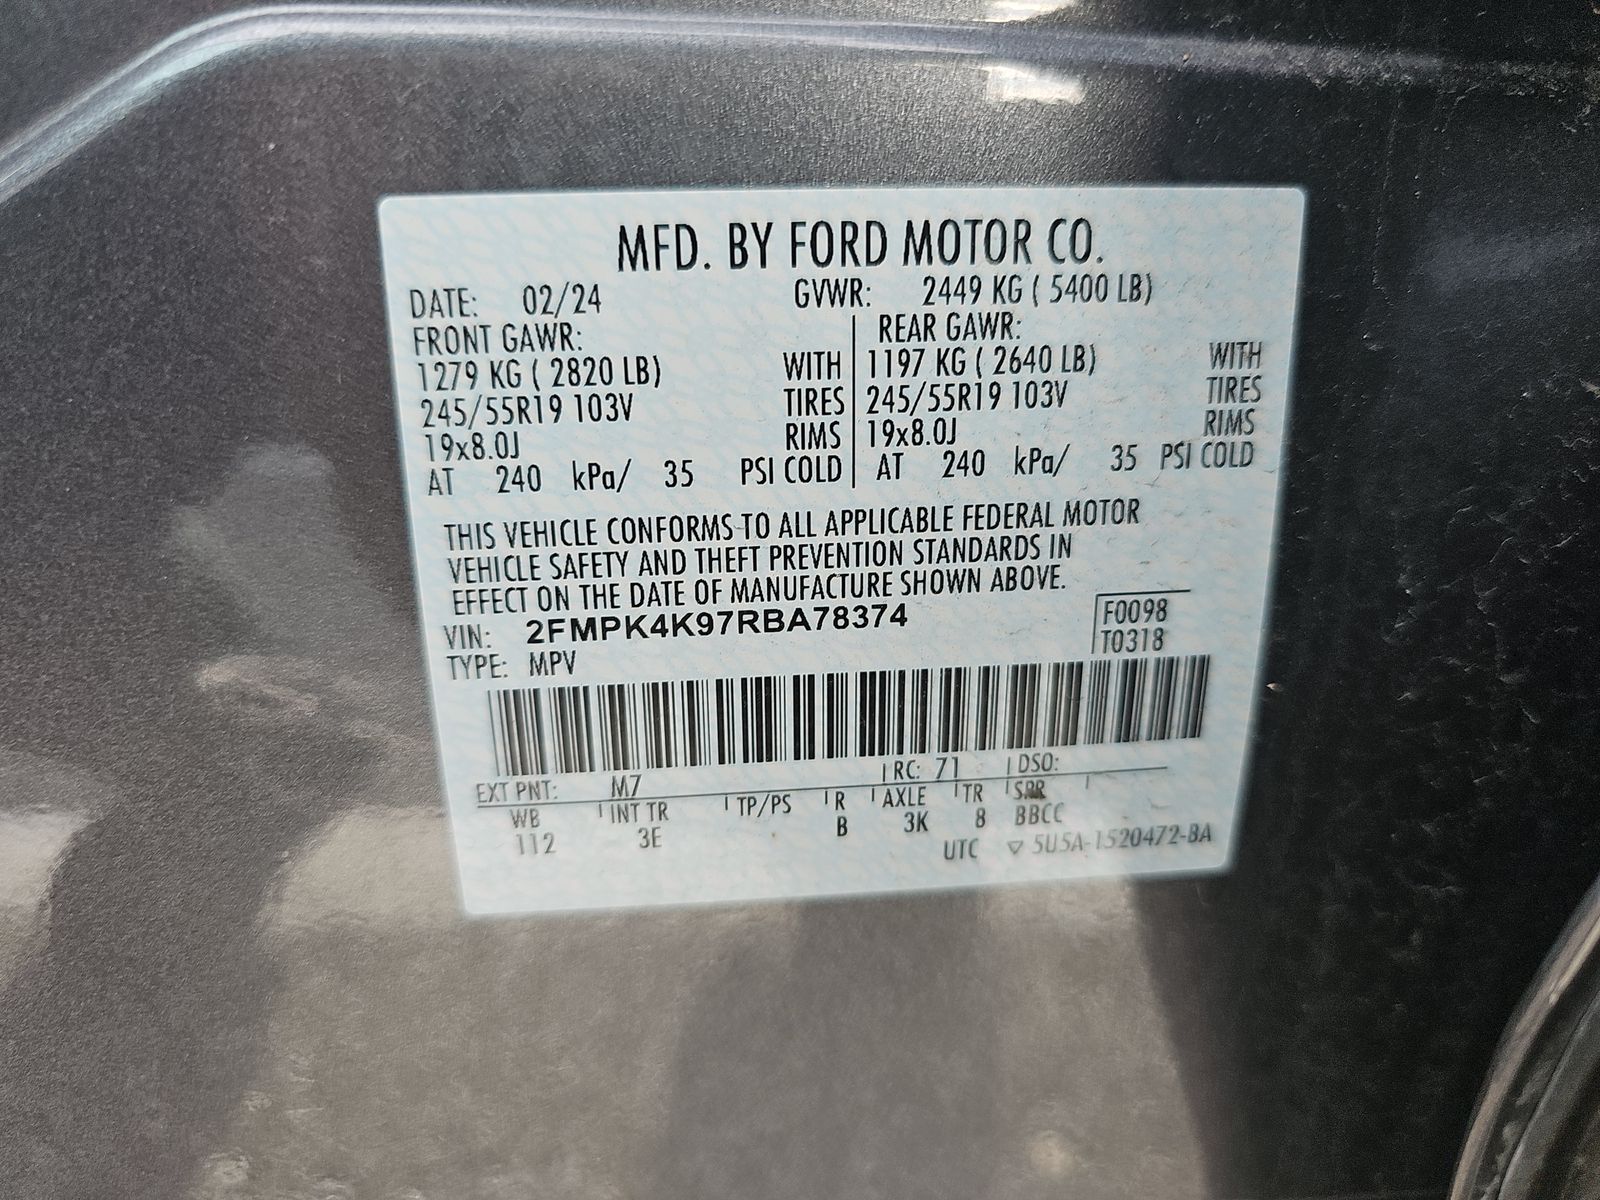 MFD. BY FORD MOTOR CO.
DATE: 02/24 GVWR: 2449 KG ( 5400 LB)
FRONT GAWR: REAR GAWR:
1279 KG ( 2820 LB) WITH 1197 KG ( 2640 LB) WITH
245/55R19 103V TIRES 245/55R19 103V TIRES
19x8.0J RIMS 19x8.0J RIMS
AT 240 kPa/ 35 PSI COLD AT 240 kPa/ 35 PSI COLD
THIS VEHICLE CONFORMS TO ALL APPLICABLE FEDERAL MOTOR
VEHICLE SAFETY AND THEFT PREVENTION STANDARDS IN
EFFECT ON THE DATE OF MANUFACTURE SHOWN ABOVE.
VIN: 2FMPK4K97RBA78374 F0098
TYPE: MPV T0318
EXT PNT: M7 RC: 71 DSO:
WB INT TR TP/PS R AXLE TR SPR
112 3E B 3K 8 BBCC
UTC ▽ 5U5A-1520472-BA